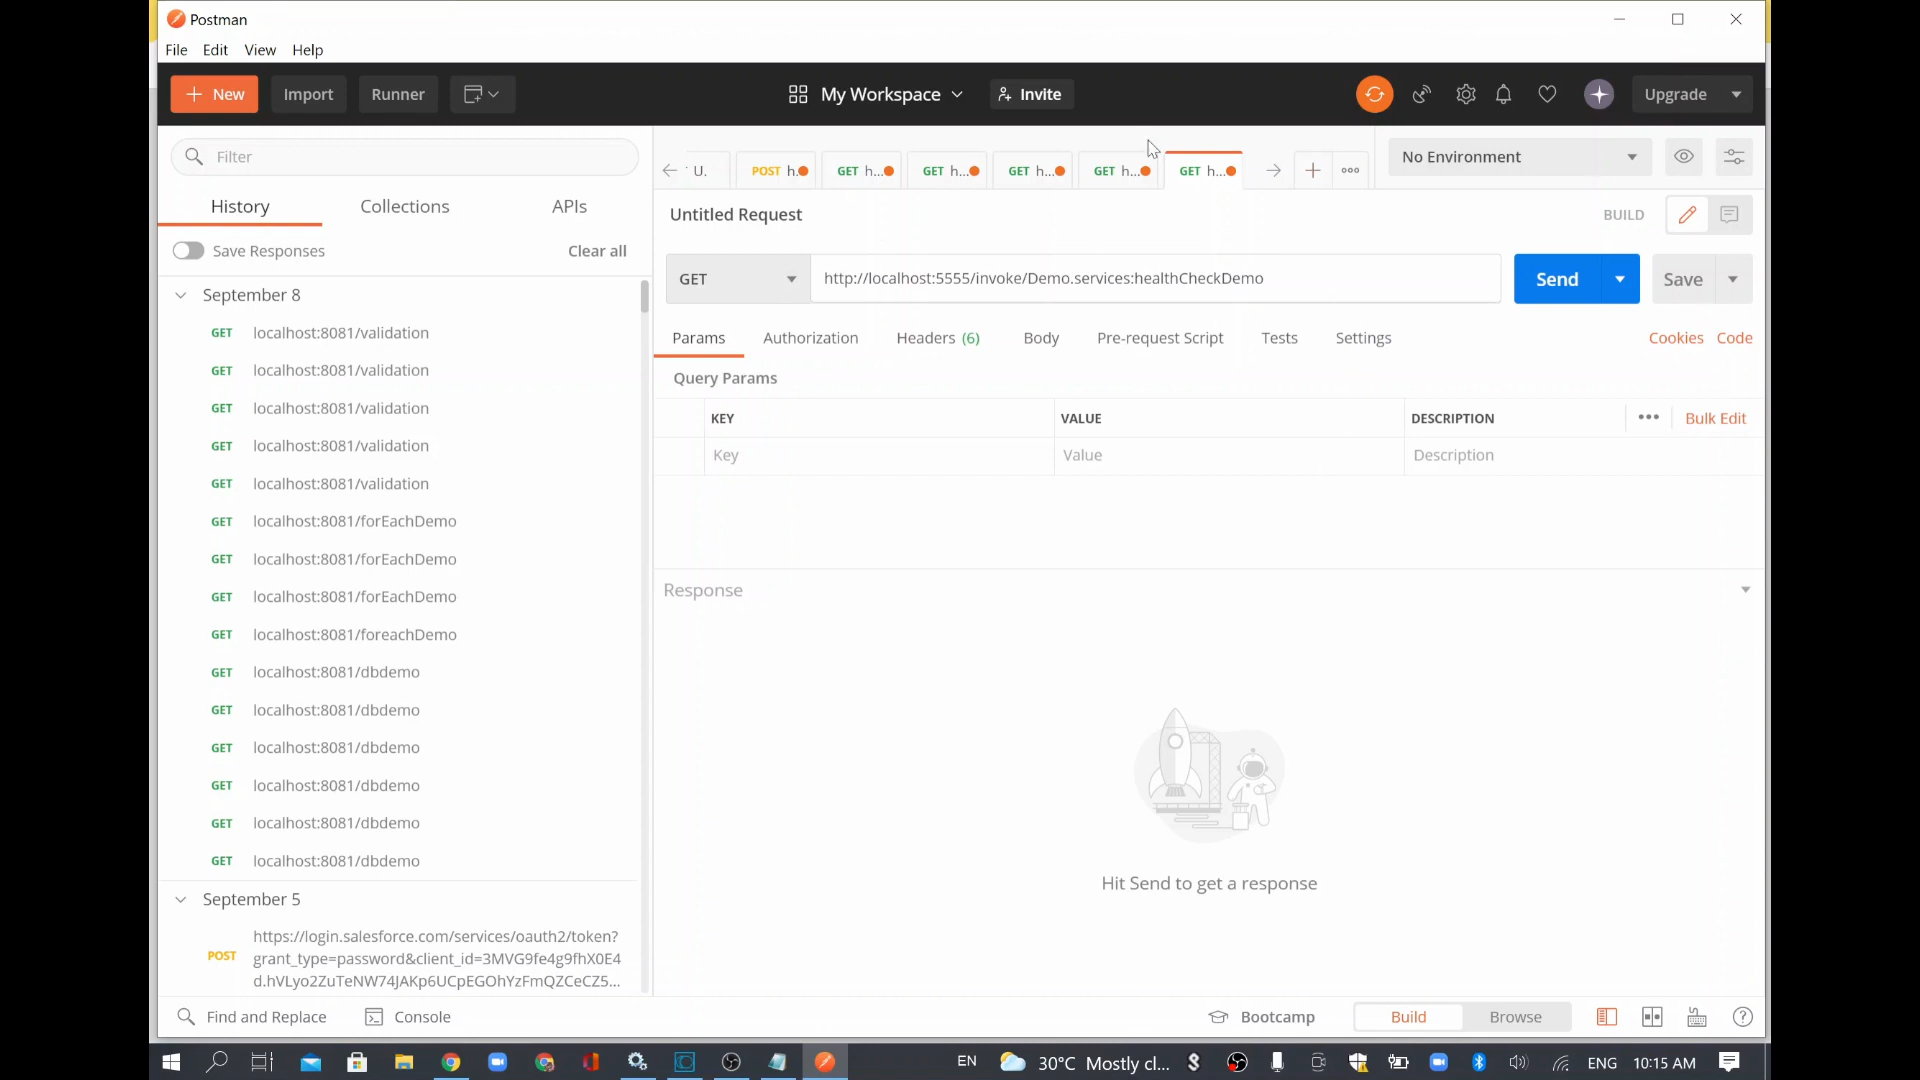 Postman
File Edit View Help
New Import Runner My Workspace Invite Upgrade
Filter
History Collections APIs
Save Responses Clear all
September 8
GET localhost:8081/validation
GET localhost:8081/validation
GET localhost:8081/validation
GET localhost:8081/validation
GET localhost:8081/validation
GET localhost:8081/forEachDemo
GET localhost:8081/forEachDemo
GET localhost:8081/forEachDemo
GET localhost:8081/foreachDemo
GET localhost:8081/dbdemo
GET localhost:8081/dbdemo
GET localhost:8081/dbdemo
GET localhost:8081/dbdemo
GET localhost:8081/dbdemo
GET localhost:8081/dbdemo
September 5
POST https://login.salesforce.com/services/oauth2/token?
grant_type=password&client_id=3MVG9fe4g9fhX0E4
d.hVLyo2ZuTeNW74JAKp6UCpEGOhYzFmQZCeCZ5...
U. POST h... GET h... GET h... GET h... GET h... GET h... No Environment
Untitled Request BUILD
GET http://localhost:5555/invoke/Demo.services:healthCheckDemo Send Save
Params Authorization Headers (6) Body Pre-request Script Tests Settings Cookies Code
Query Params
KEY VALUE DESCRIPTION Bulk Edit
Key Value Description
Response
Hit Send to get a response
Find and Replace Console Bootcamp Build Browse
EN 30°C Mostly cl... ENG 10:15 AM